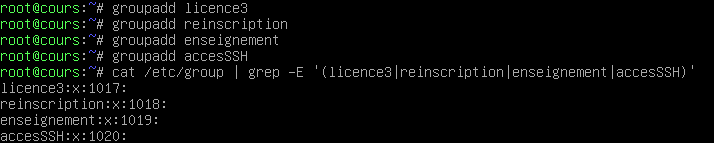 root@cours:~# groupadd licence3
root@cours:~# groupadd reinscription
root@cours:~# groupadd enseignement
root@cours:~# groupadd accesSSH
root@cours:~# cat /etc/group | grep -E '(licence3|reinscription|enseignement|accesSSH)'
licence3:x:1017:
reinscription:x:1018:
enseignement:x:1019:
accesSSH:x:1020: